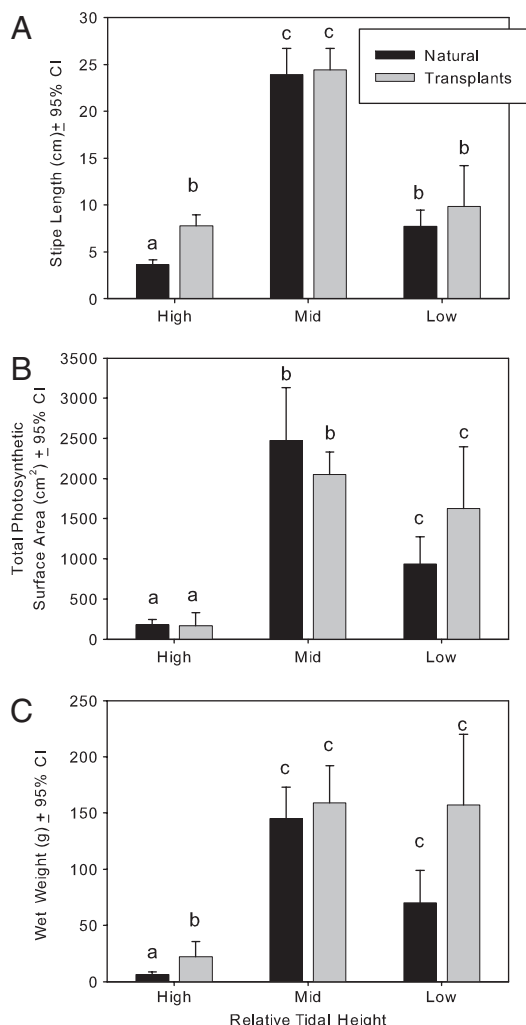 A
Stipe Length (cm)± 95% CI
30
25
20
15
10
5
0
a
b
c
c
b
b
Natural
Transplants
High
Mid
Low
B
Total Photosynthetic
Surface Area (cm²) ± 95% CI
3500
3000
2500
2000
1500
1000
500
0
a
a
b
b
c
c
High
Mid
Low
C
Wet Weight (g) ± 95% CI
250
200
150
100
50
0
a
b
c
c
c
c
High
Mid
Low
Relative Tidal Height